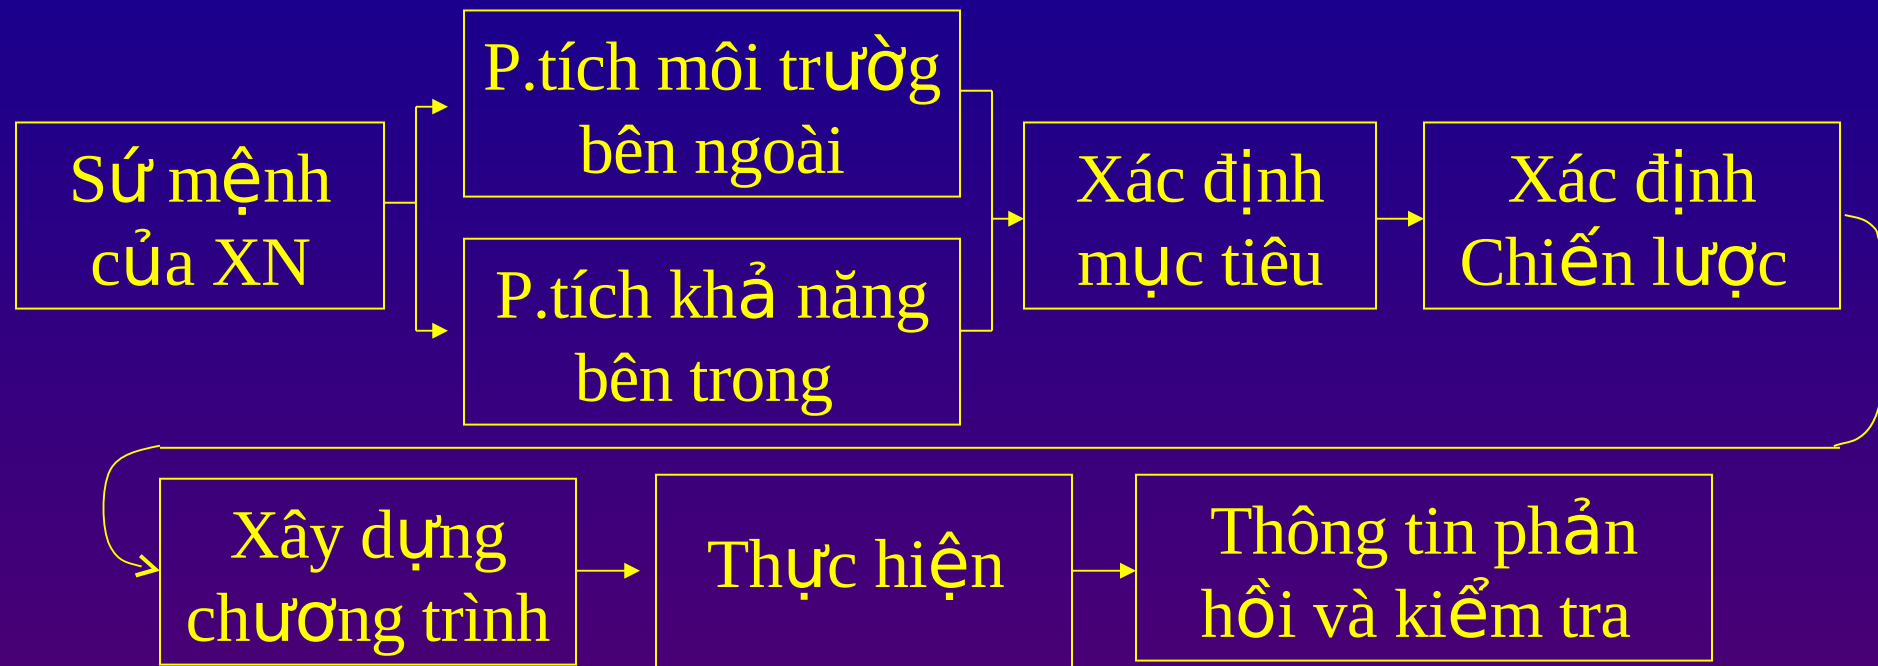 Sứ mệnh
của XN
P.tích môi trườg
bên ngoài
P.tích khả năng
bên trong
Xác định
mục tiêu
Xác định
Chiến lược
Xây dựng
chương trình
Thực hiện
Thông tin phản
hồi và kiểm tra